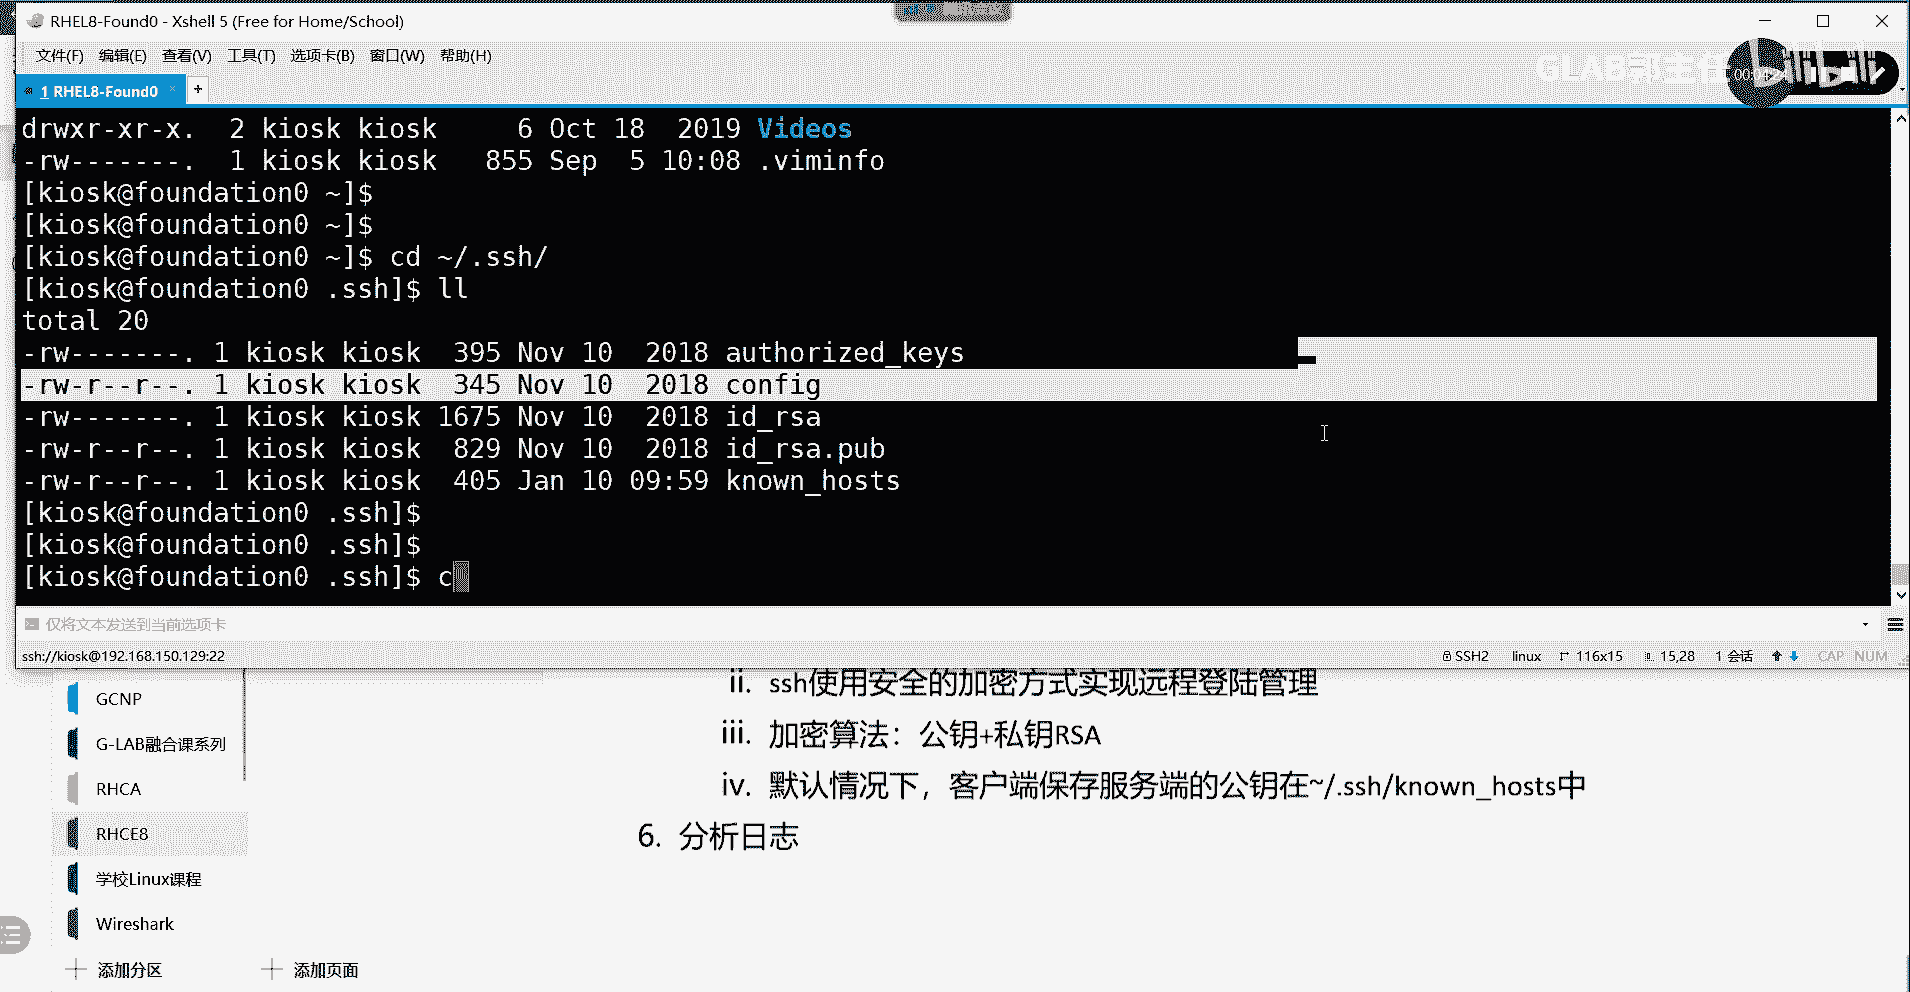 RHEL8-Found0 - Xshell 5 (Free for Home/School)
文件(F) 编辑(E) 查看(V) 工具(T) 选项卡(B) 窗口(W) 帮助(H)
GLAB郭主任
bilibili
1 RHEL8-Found0 × +
drwxr-xr-x. 2 kiosk kiosk 6 Oct 18 2019 Videos
-rw-------. 1 kiosk kiosk 855 Sep 5 10:08 .viminfo
[kiosk@foundation0 ~]$
[kiosk@foundation0 ~]$
[kiosk@foundation0 ~]$ cd ~/.ssh/
[kiosk@foundation0 .ssh]$ ll
total 20
-rw-------. 1 kiosk kiosk 395 Nov 10 2018 authorized_keys
-rw-r--r--. 1 kiosk kiosk 345 Nov 10 2018 config
-rw-------. 1 kiosk kiosk 1675 Nov 10 2018 id_rsa
-rw-r--r--. 1 kiosk kiosk 829 Nov 10 2018 id_rsa.pub
-rw-r--r--. 1 kiosk kiosk 405 Jan 10 09:59 known_hosts
[kiosk@foundation0 .ssh]$
[kiosk@foundation0 .ssh]$
[kiosk@foundation0 .ssh]$ c
仅将文本发送到当前选项卡
ssh://kiosk@192.168.150.129:22 SSH2 linux 116x15 15,28 1 会话 CAP NUM
ii. ssh使用安全的加密方式实现远程登陆管理
iii. 加密算法：公钥+私钥RSA
iv. 默认情况下，客户端保存服务端的公钥在~/.ssh/known_hosts中
6. 分析日志
GCNP
G-LAB融合课系列
RHCA
RHCE8
学校Linux课程
Wireshark
添加分区 添加页面